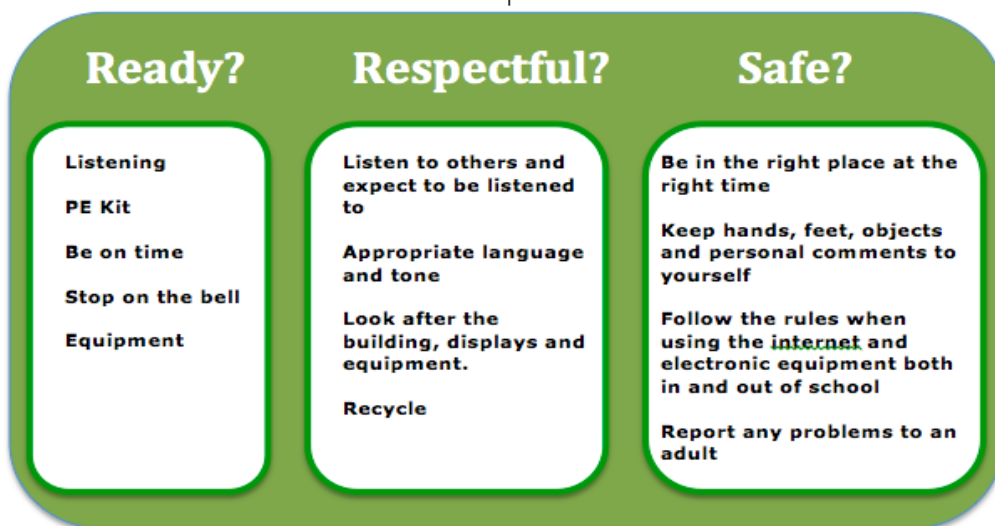 Ready?
Listening
PE Kit
Be on time
Stop on the bell
Equipment
Respectful?
Listen to others and
expect to be listened
to
Appropriate language
and tone
Look after the
building, displays and
equipment.
Recycle
Safe?
Be in the right place at the
right time
Keep hands, feet, objects
and personal comments to
yourself
Follow the rules when
using the internet and
electronic equipment both
in and out of school
Report any problems to an
adult